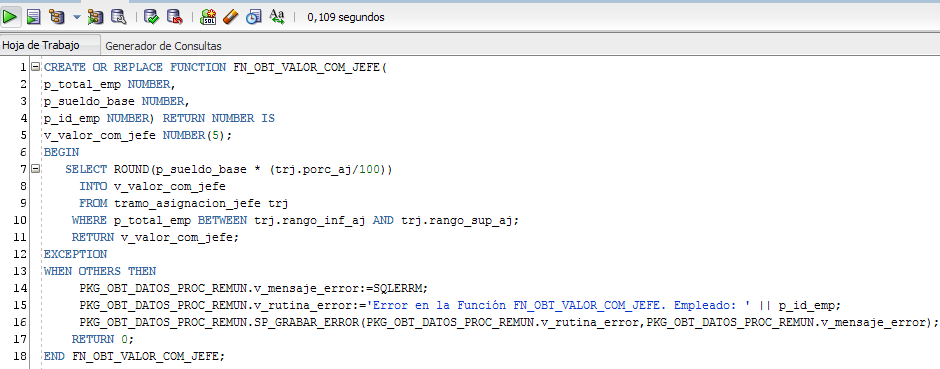 0,109 segundos
Hoja de Trabajo Generador de Consultas
1 CREATE OR REPLACE FUNCTION FN_OBT_VALOR_COM_JEFE(
2 p_total_emp NUMBER,
3 p_sueldo_base NUMBER,
4 p_id_emp NUMBER) RETURN NUMBER IS
5 v_valor_com_jefe NUMBER(5);
6 BEGIN
7 SELECT ROUND(p_sueldo_base * (trj.porc_aj/100))
8 INTO v_valor_com_jefe
9 FROM tramo_asignacion_jefe trj
10 WHERE p_total_emp BETWEEN trj.rango_inf_aj AND trj.rango_sup_aj;
11 RETURN v_valor_com_jefe;
12 EXCEPTION
13 WHEN OTHERS THEN
14 PKG_OBT_DATOS_PROC_REMUN.v_mensaje_error:=SQLERRM;
15 PKG_OBT_DATOS_PROC_REMUN.v_rutina_error:='Error en la Función FN_OBT_VALOR_COM_JEFE. Empleado: ' || p_id_emp;
16 PKG_OBT_DATOS_PROC_REMUN.SP_GRABAR_ERROR(PKG_OBT_DATOS_PROC_REMUN.v_rutina_error,PKG_OBT_DATOS_PROC_REMUN.v_mensaje_error);
17 RETURN 0;
18 END FN_OBT_VALOR_COM_JEFE;